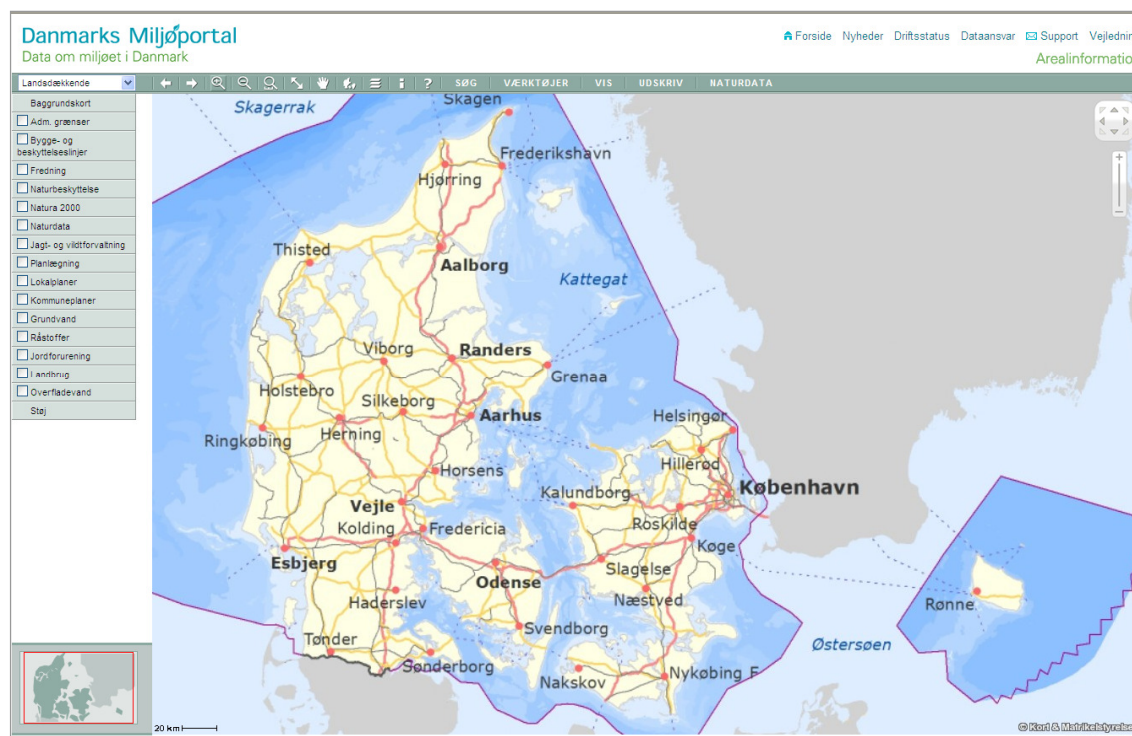 Danmarks Miljøportal
Data om miljøet i Danmark
Forside Nyheder Driftsstatus Dataansvar Support Vejlednin
Arealinformatio
Landsdækkende
SØG VÆRKTØJER VIS UDSKRIV NATURDATA
Baggrundskort
Adm. grænser
Bygge- og
beskyttelseslinjer
Fredning
Naturbeskyttelse
Natura 2000
Naturdata
Jagt- og vildtforvaltning
Planlægning
Lokalplaner
Kommuneplaner
Grundvand
Råstoffer
Jordforurening
Landbrug
Overfladevand
Støj
Skagerrak
Skagen
Frederikshavn
Hjørring
Thisted
Aalborg
Kattegat
Viborg
Randers
Grenaa
Holstebro
Silkeborg
Aarhus
Helsingør
Ringkøbing
Herning
Hillerød
Horsens
Kalundborg
København
Vejle
Roskilde
Kolding
Fredericia
Køge
Esbjerg
Odense
Slagelse
Haderslev
Næstved
Rønne
Svendborg
Tønder
Østersøen
Sønderborg
Nakskov
Nykøbing F
20 km
© Kort & Matrikelstyrelse